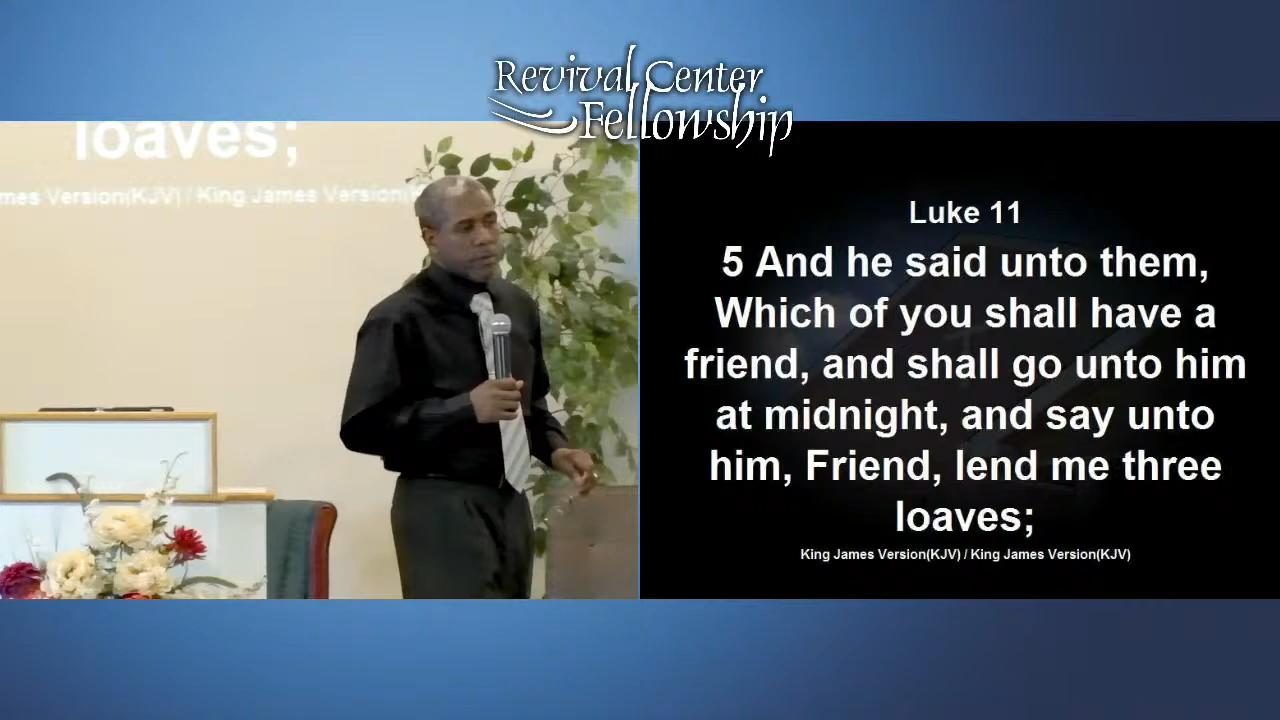 Revival Center
Fellowship
loaves;
mes Version(KJV) / King James Version(
Luke 11
5 And he said unto them,
Which of you shall have a
friend, and shall go unto him
at midnight, and say unto
him, Friend, lend me three
loaves;
King James Version(KJV) / King James Version(KJV)